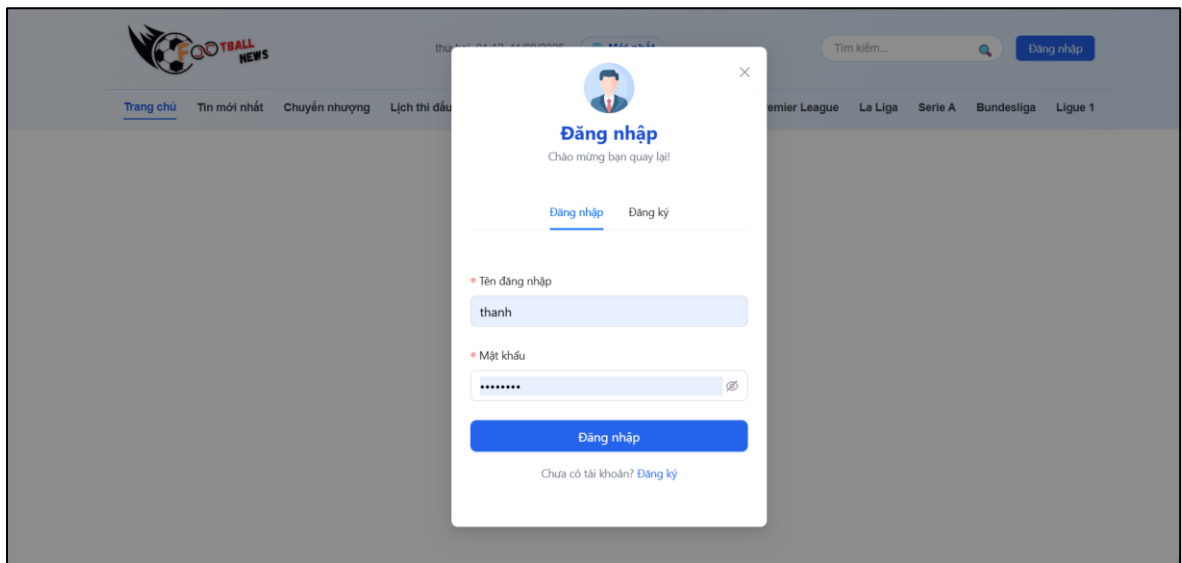 FOOTBALL
NEWS
Tìm kiếm...
Đăng nhập
Trang chủ Tin mới nhất Chuyển nhượng Lịch thi đấu
League La Liga Serie A Bundesliga Ligue 1
Đăng nhập
Chào mừng bạn quay lại!
Đăng nhập Đăng ký
* Tên đăng nhập
thanh
* Mật khẩu
••••••••
Đăng nhập
Chưa có tài khoản? Đăng ký